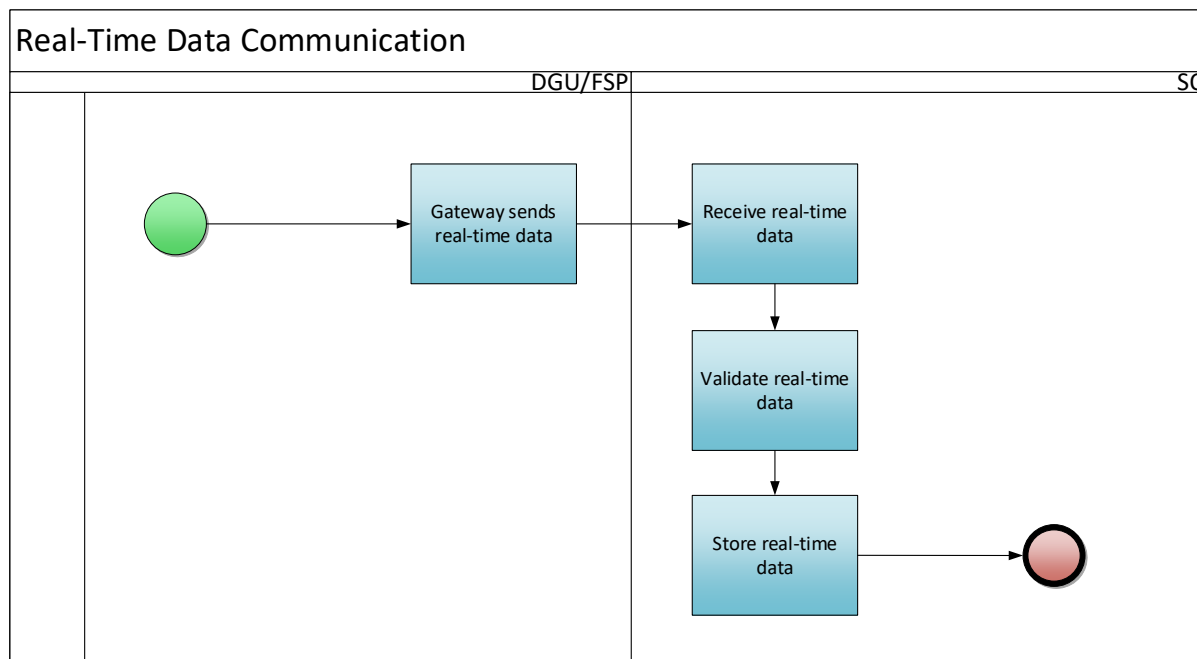 Real-Time Data Communication
DGU/FSP
Gateway sends
real-time data
Receive real-time
data
Validate real-time
data
Store real-time
data